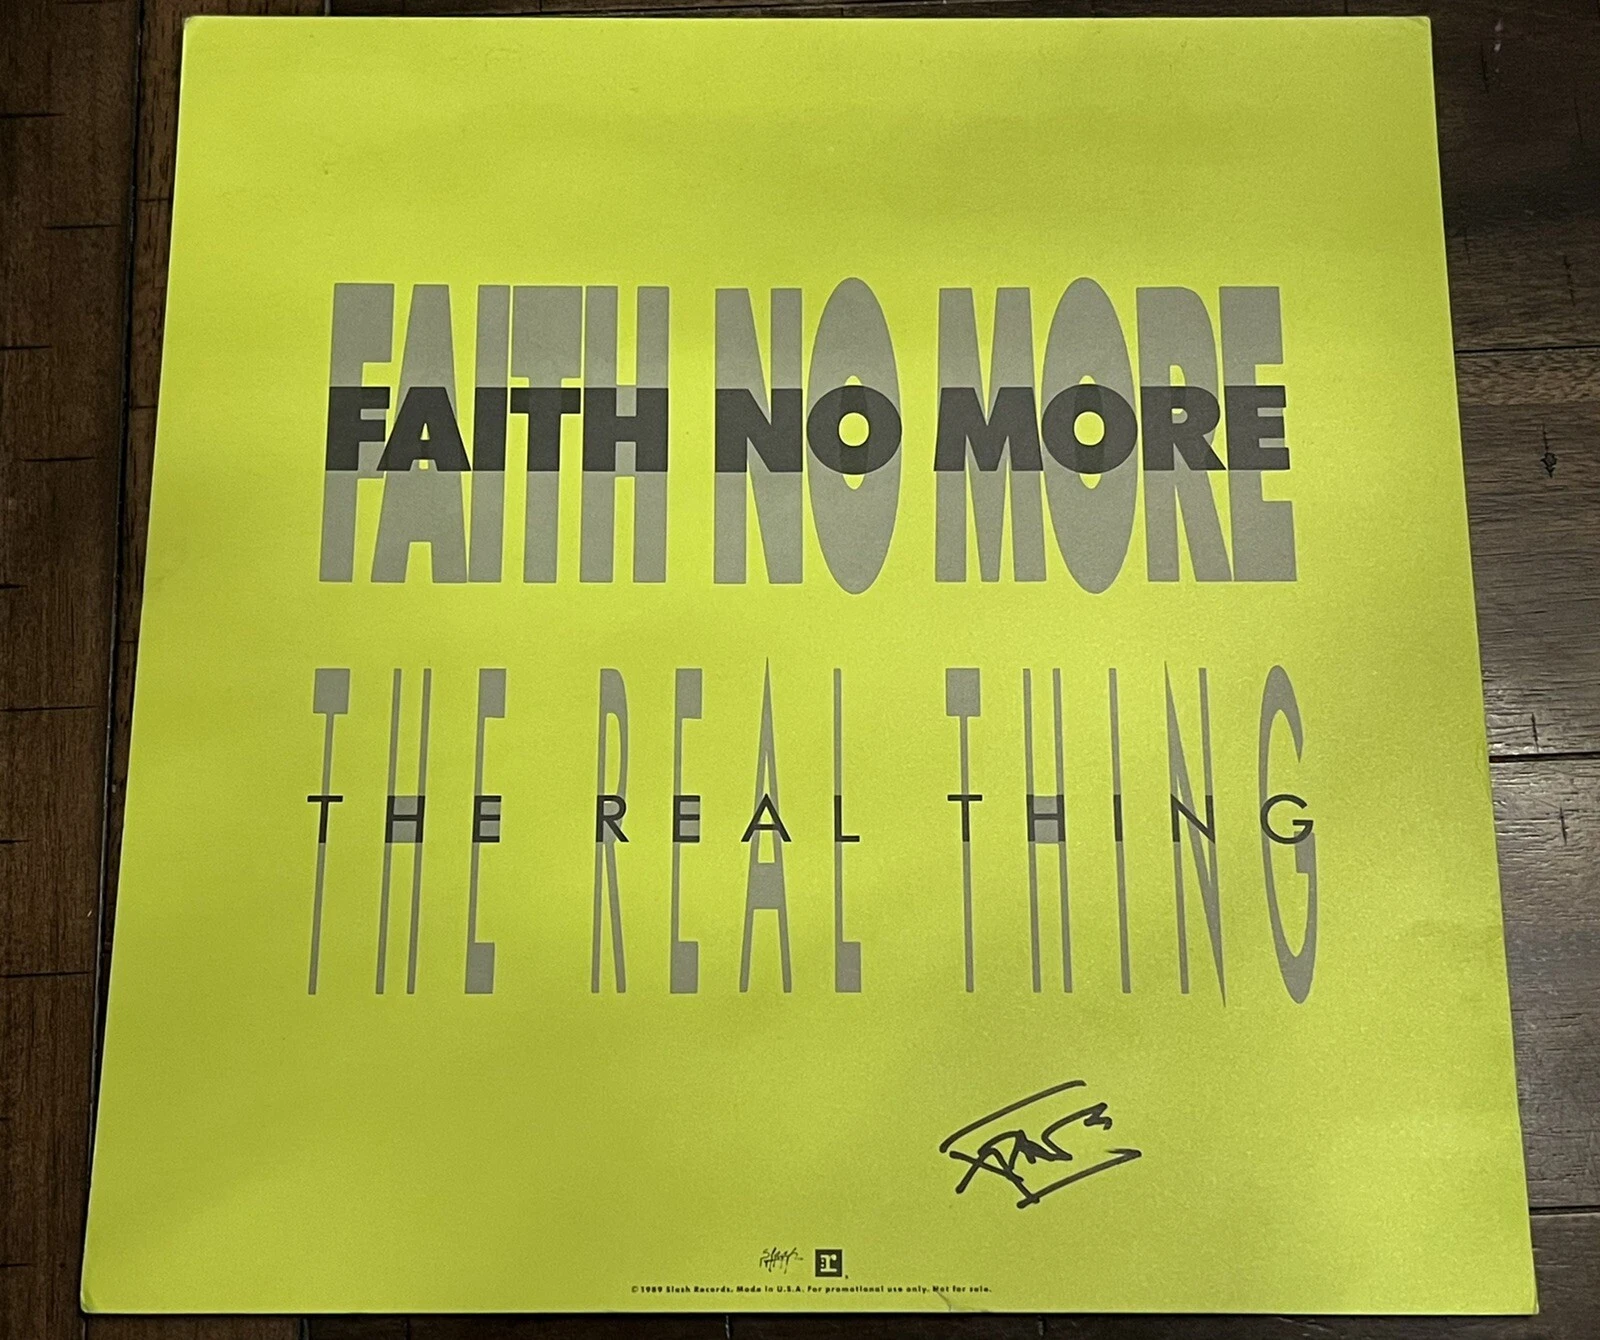 FAITH NO MORE
FAITH NO MORE
THE REAL THING
THE REAL THING
Slash
r
© 1989 Slash Records. Made in U.S.A. For promotional use only. Not for sale.